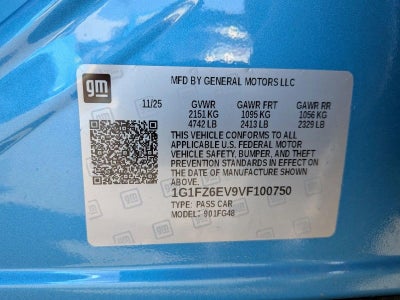 gm
MFD BY GENERAL MOTORS LLC
11/25 GVWR GAWR FRT GAWR RR
2151 KG 1095 KG 1056 KG
4742 LB 2413 LB 2329 LB
THIS VEHICLE CONFORMS TO ALL
APPLICABLE U.S. FEDERAL MOTOR
VEHICLE SAFETY, BUMPER, AND THEFT
PREVENTION STANDARDS IN EFFECT ON
THE DATE OF MANUFACTURE SHOWN
ABOVE.
1G1FZ6EV9VF100750
TYPE: PASS CAR
MODEL: 901FG48